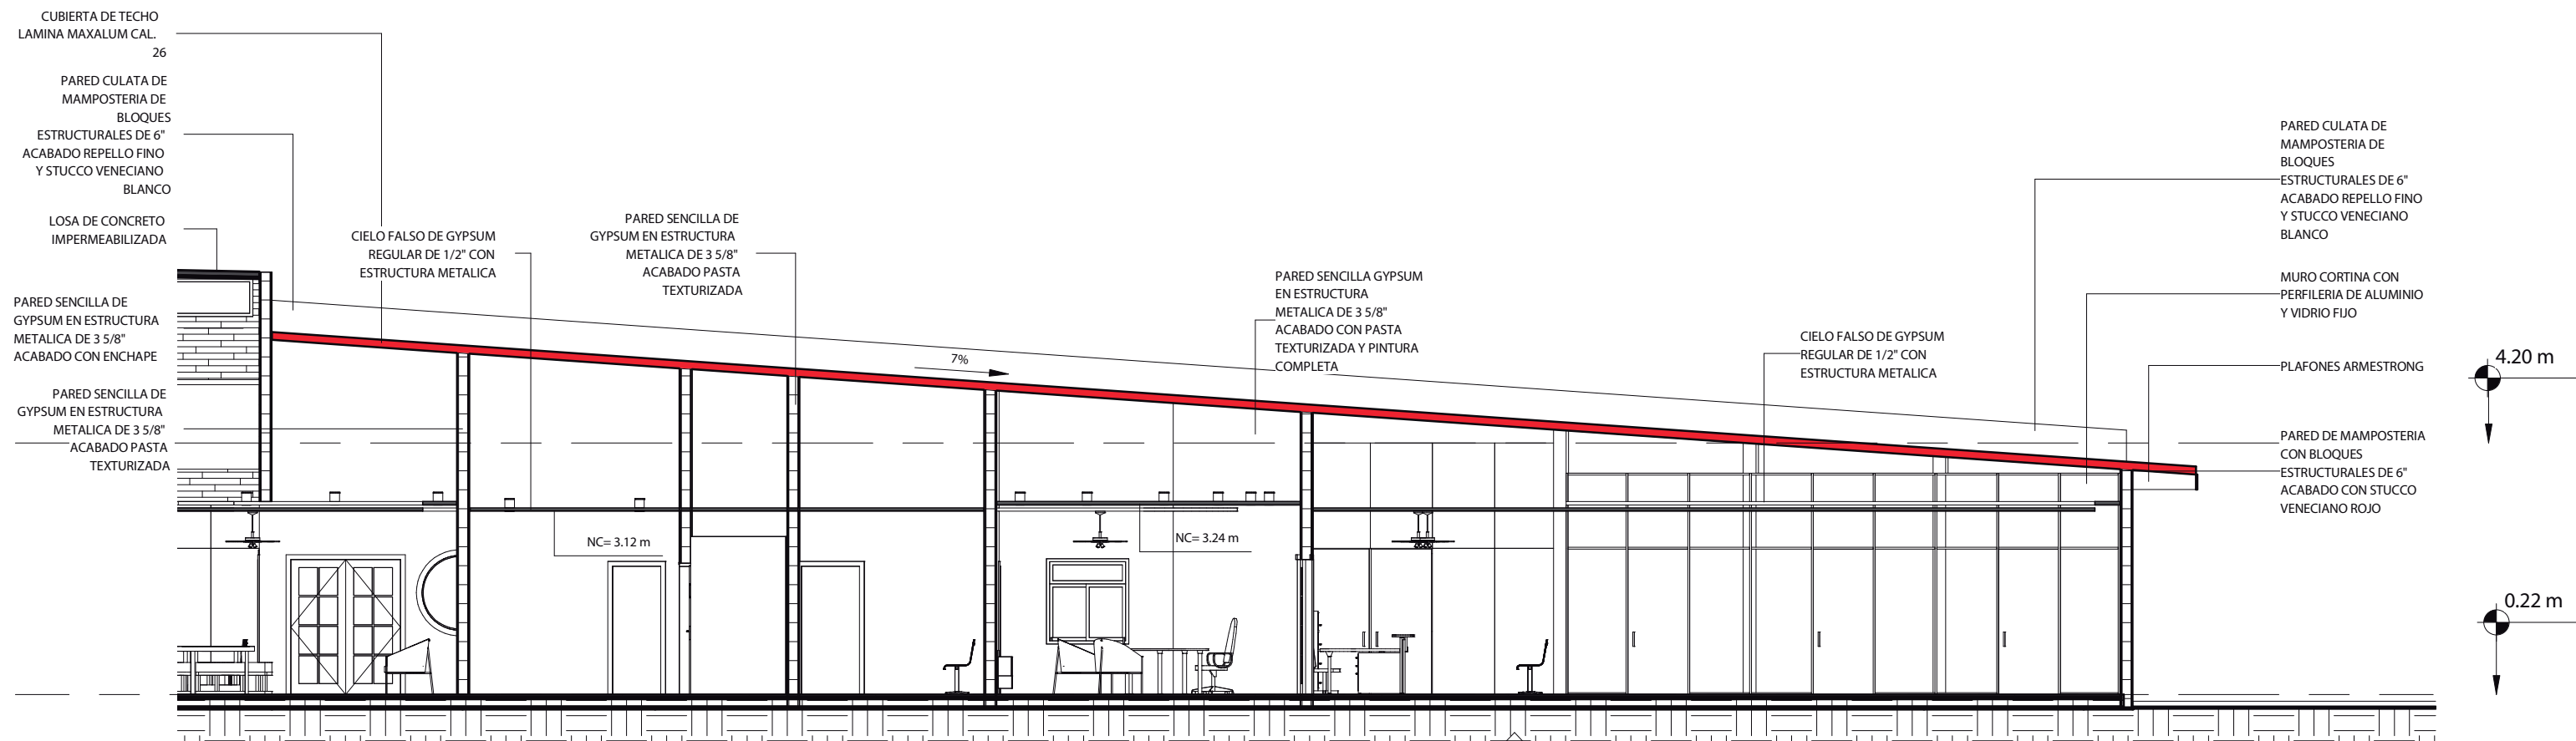 CUBIERTA DE TECHO
LAMINA MAXALUM CAL.
26
PARED CULATA DE
MAMPOSTERIA DE
BLOQUES
ESTRUCTURALES DE 6"
ACABADO REPELLO FINO
Y STUCCO VENECIANO
BLANCO
LOSA DE CONCRETO
IMPERMEABILIZADA
PARED SENCILLA DE
GYPSUM EN ESTRUCTURA
METALICA DE 3 5/8"
ACABADO CON ENCHAPE
PARED SENCILLA DE
GYPSUM EN ESTRUCTURA
METALICA DE 3 5/8"
ACABADO PASTA
TEXTURIZADA
CIELO FALSO DE GYPSUM
REGULAR DE 1/2" CON
ESTRUCTURA METALICA
PARED SENCILLA DE
GYPSUM EN ESTRUCTURA
METALICA DE 3 5/8"
ACABADO PASTA
TEXTURIZADA
7%
PARED SENCILLA GYPSUM
EN ESTRUCTURA
METALICA DE 3 5/8"
ACABADO CON PASTA
TEXTURIZADA Y PINTURA
COMPLETA
CIELO FALSO DE GYPSUM
REGULAR DE 1/2" CON
ESTRUCTURA METALICA
NC= 3.12 m
NC= 3.24 m
PARED CULATA DE
MAMPOSTERIA DE
BLOQUES
ESTRUCTURALES DE 6"
ACABADO REPELLO FINO
Y STUCCO VENECIANO
BLANCO
MURO CORTINA CON
PERFILERIA DE ALUMINIO
Y VIDRIO FIJO
PLAFONES ARMESTRONG
PARED DE MAMPOSTERIA
CON BLOQUES
ESTRUCTURALES DE 6"
ACABADO CON STUCCO
VENECIANO ROJO
4.20 m
0.22 m